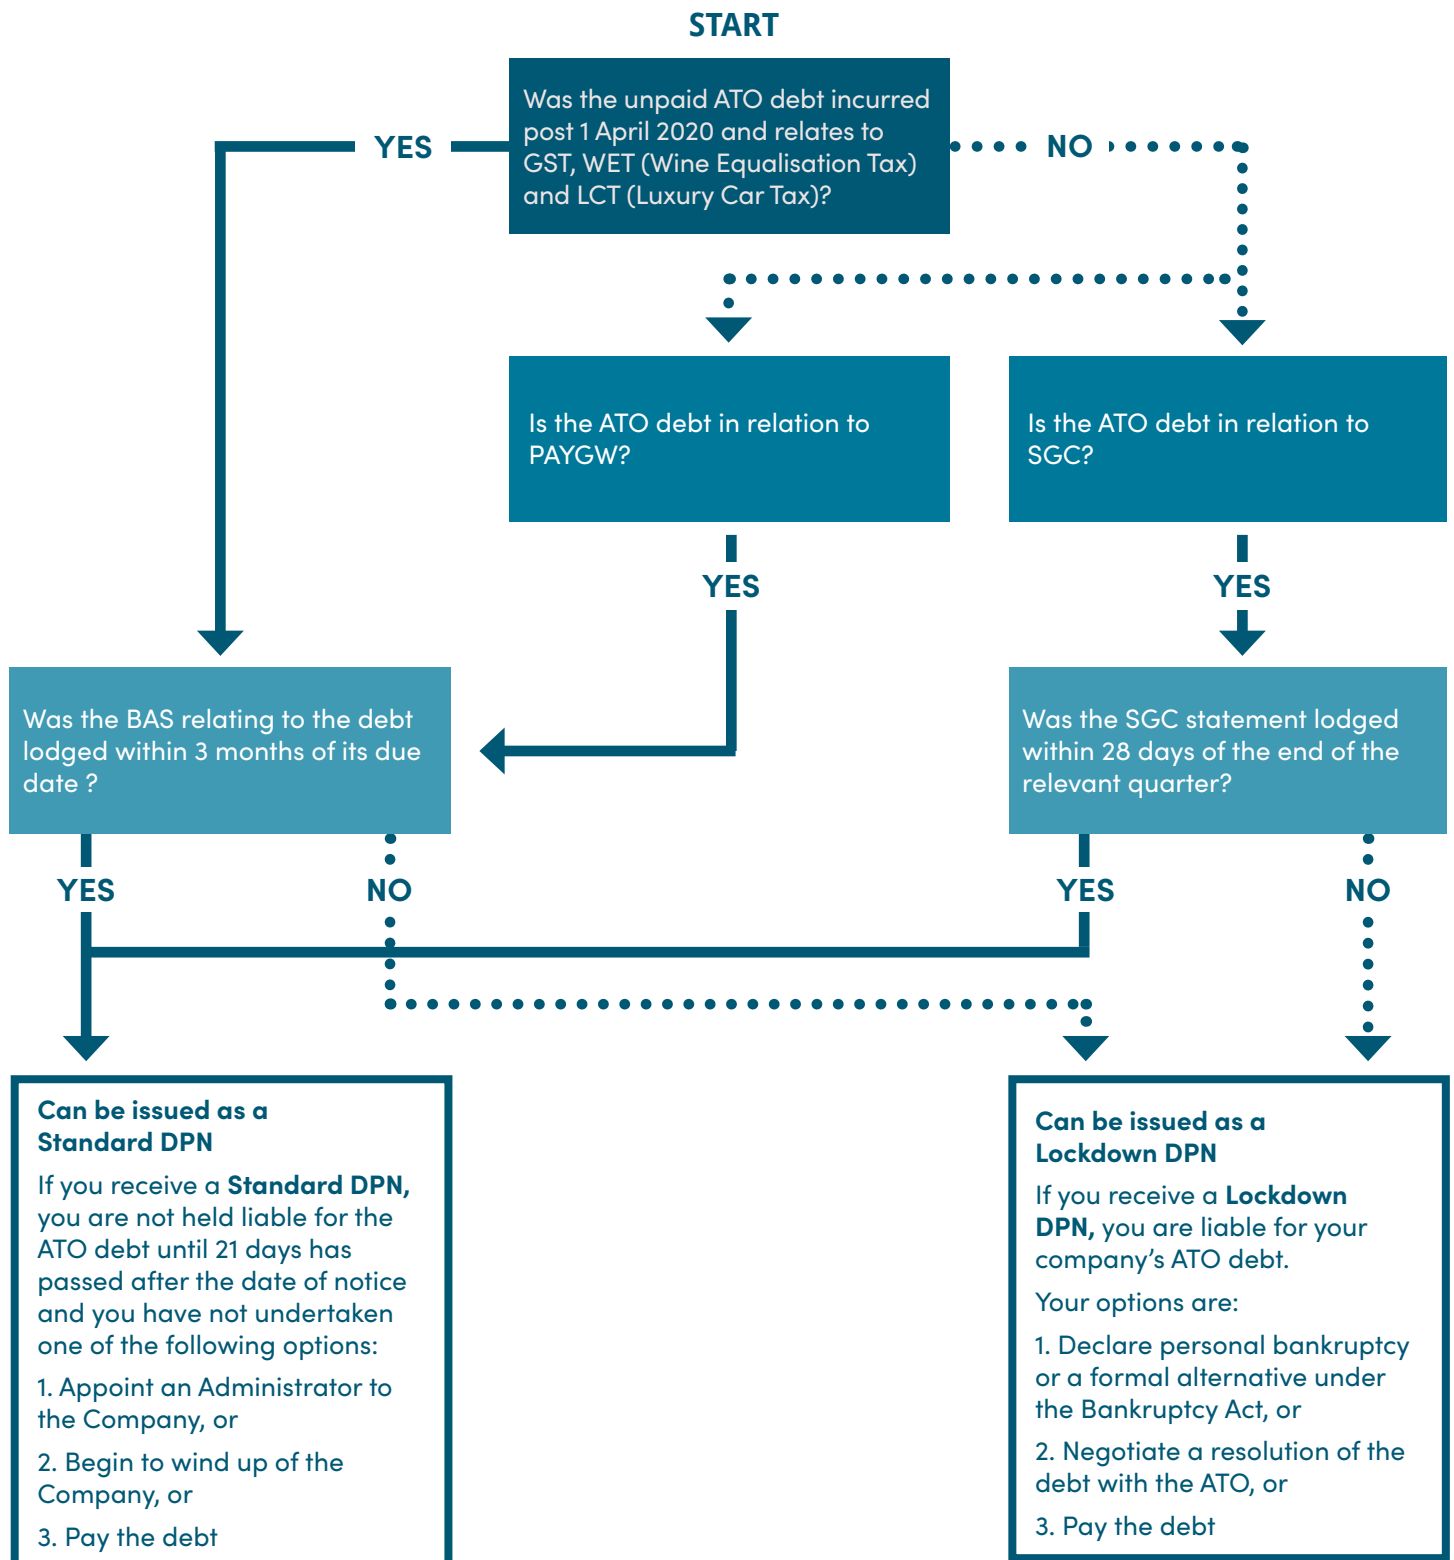 START
Was the unpaid ATO debt incurred
post 1 April 2020 and relates to
GST, WET (Wine Equalisation Tax)
and LCT (Luxury Car Tax)?
YES
NO
Is the ATO debt in relation to
PAYGW?
Is the ATO debt in relation to
SGC?
YES
YES
Was the BAS relating to the debt
lodged within 3 months of its due
date ?
Was the SGC statement lodged
within 28 days of the end of the
relevant quarter?
YES
NO
YES
NO
Can be issued as a
Standard DPN
If you receive a Standard DPN,
you are not held liable for the
ATO debt until 21 days has
passed after the date of notice
and you have not undertaken
one of the following options:
1. Appoint an Administrator to
the Company, or
2. Begin to wind up of the
Company, or
3. Pay the debt
Can be issued as a
Lockdown DPN
If you receive a Lockdown
DPN, you are liable for your
company's ATO debt.
Your options are:
1. Declare personal bankruptcy
or a formal alternative under
the Bankruptcy Act, or
2. Negotiate a resolution of the
debt with the ATO, or
3. Pay the debt